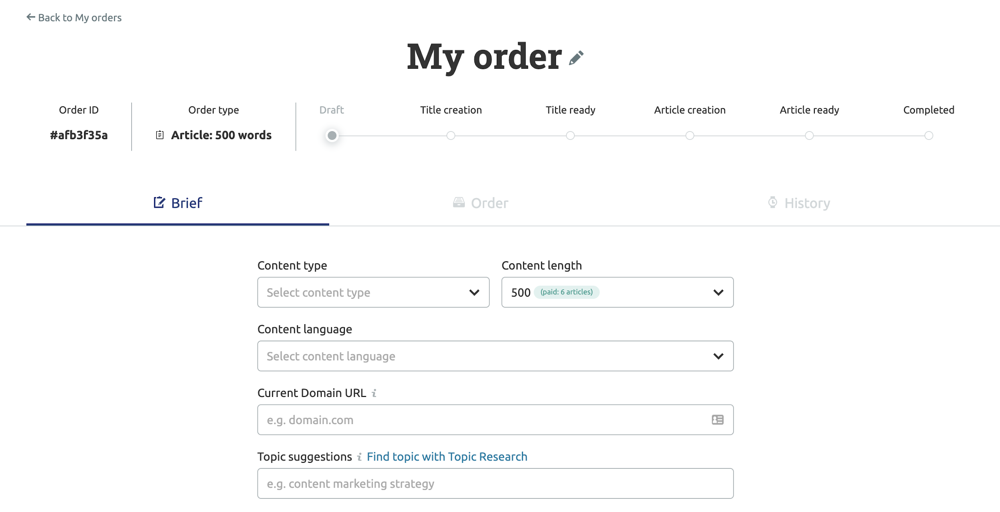 Back to My orders
My order
Order ID
#afb3f35a
Order type
Article: 500 words
Draft
Title creation
Title ready
Article creation
Article ready
Completed
Brief
Order
History
Content type
Select content type
Content length
500 (paid: 6 articles)
Content language
Select content language
Current Domain URL i
e.g. domain.com
Topic suggestions i Find topic with Topic Research
e.g. content marketing strategy